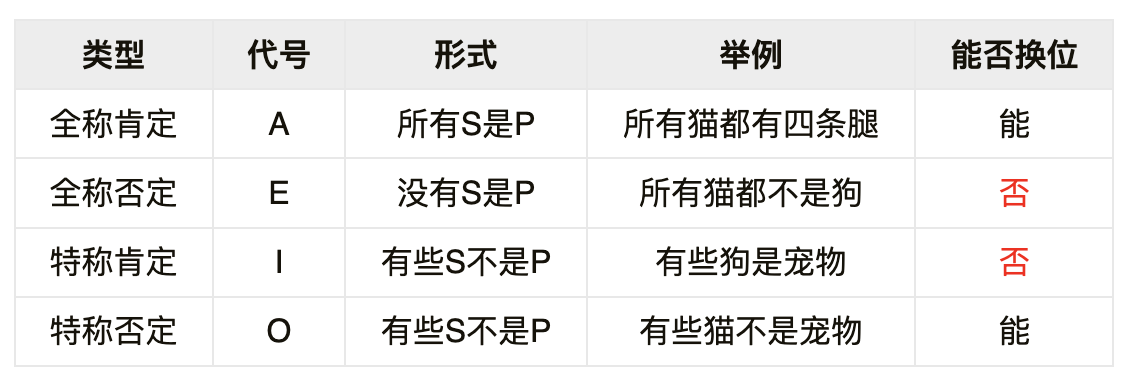 类型 代号 形式 举例 能否换位
全称肯定 A 所有S是P 所有猫都有四条腿 能
全称否定 E 没有S是P 所有猫都不是狗 否
特称肯定 I 有些S不是P 有些狗是宠物 否
特称否定 O 有些S不是P 有些猫不是宠物 能